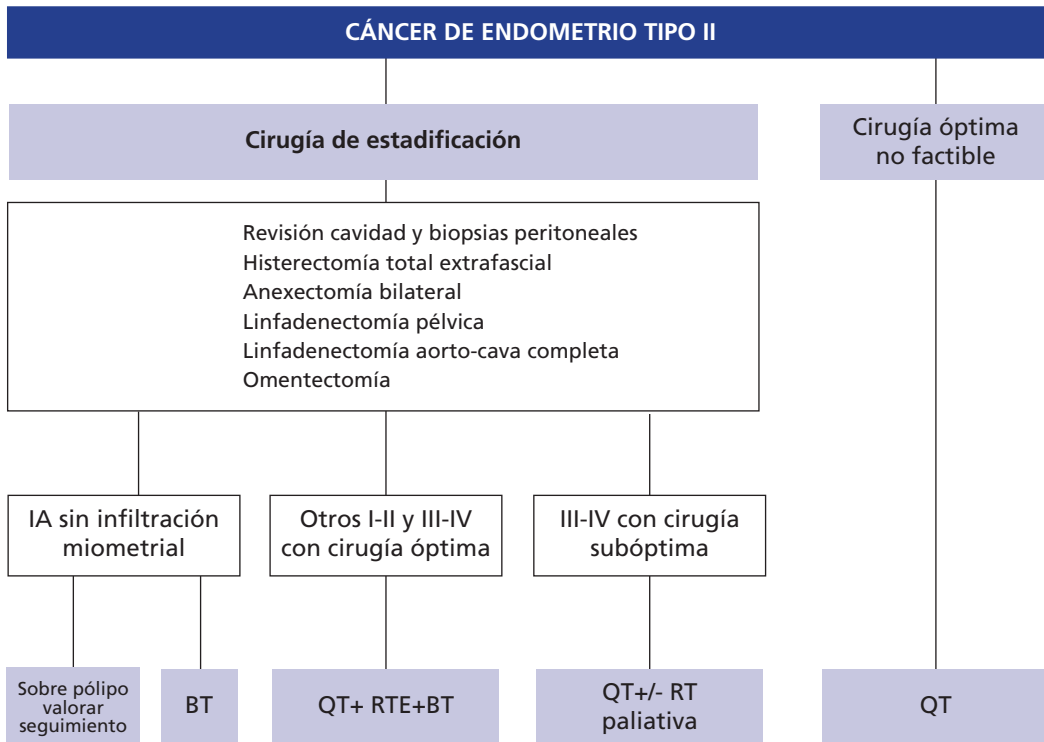 CÁNCER DE ENDOMETRIO TIPO II
Cirugía de estadificación
Cirugía óptima
no factible
Revisión cavidad y biopsias peritoneales
Histerectomía total extrafascial
Anexectomía bilateral
Linfadenectomía pélvica
Linfadenectomía aorto-cava completa
Omentectomía
IA sin infiltración
miometrial
Otros I-II y III-IV
con cirugía óptima
III-IV con cirugía
subóptima
Sobre pólipo
valorar
seguimiento
BT
QT+ RTE+BT
QT+/- RT
paliativa
QT